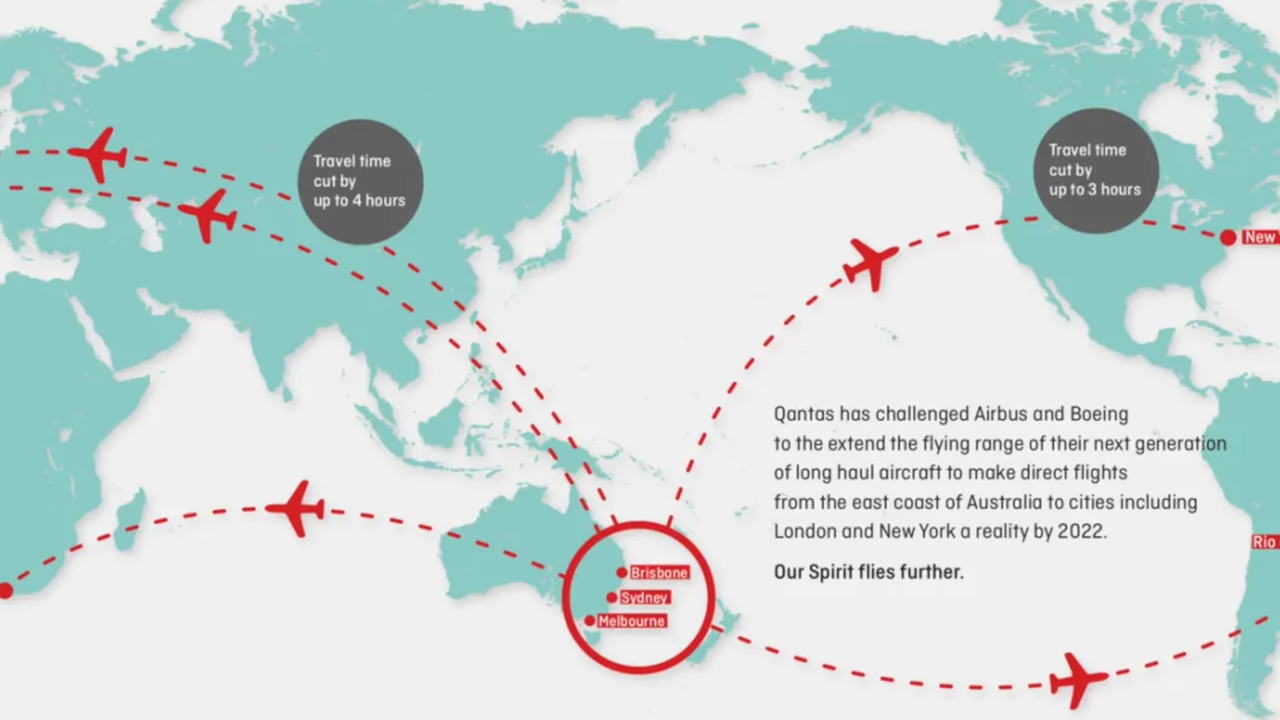 Travel time
cut by
up to 4 hours
Travel time
cut by
up to 3 hours
New
Qantas has challenged Airbus and Boeing
to the extend the flying range of their next generation
of long haul aircraft to make direct flights
from the east coast of Australia to cities including
London and New York a reality by 2022.
Our Spirit flies further.
Rio
Brisbane
Sydney
Melbourne